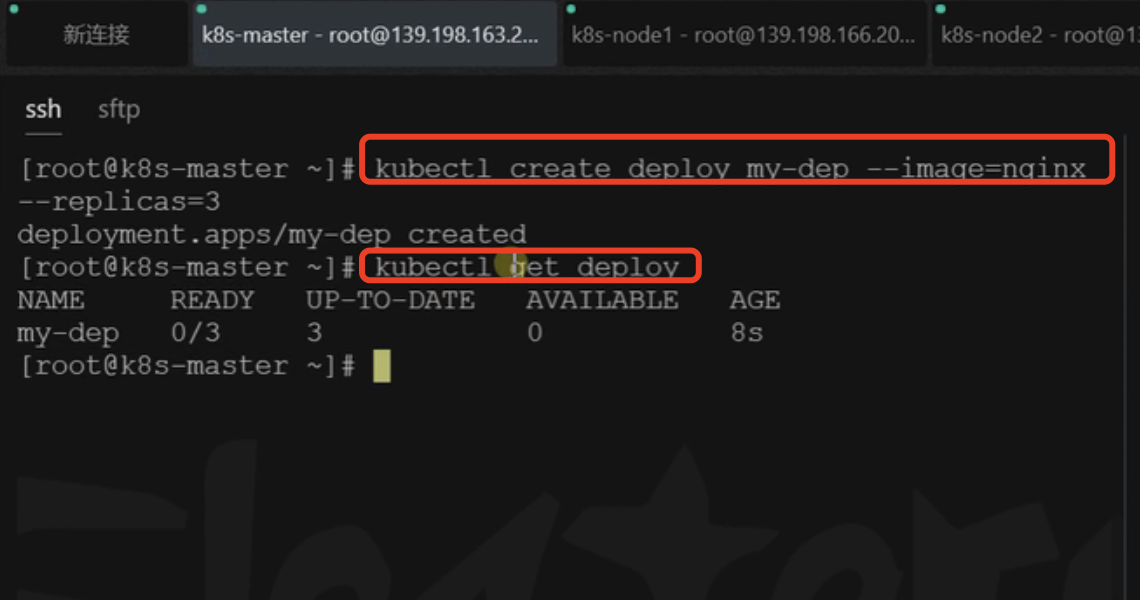 新连接
k8s-master - root@139.198.163.2...
k8s-node1 - root@139.198.166.20...
k8s-node2 - root@13
ssh
sftp
[root@k8s-master ~]# kubectl create deploy my-dep --image=nginx
--replicas=3
deployment.apps/my-dep created
[root@k8s-master ~]# kubectl get deploy
NAME READY UP-TO-DATE AVAILABLE AGE
my-dep 0/3 3 0 8s
[root@k8s-master ~]#